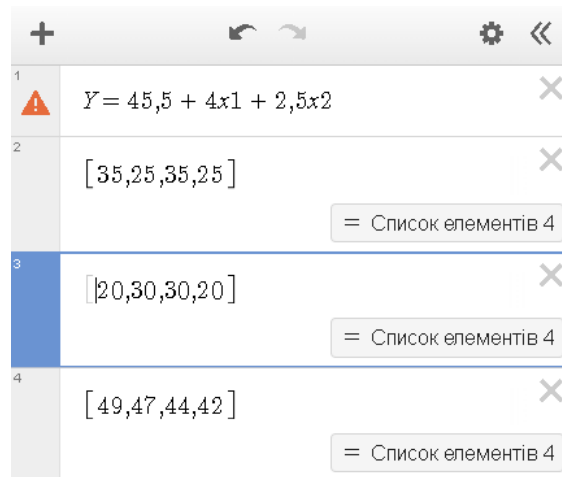 1
Y = 45,5 + 4x1 + 2,5x2
2
[35,25,35,25]
= Список елементів 4
3
[20,30,30,20]
= Список елементів 4
4
[49,47,44,42]
= Список елементів 4